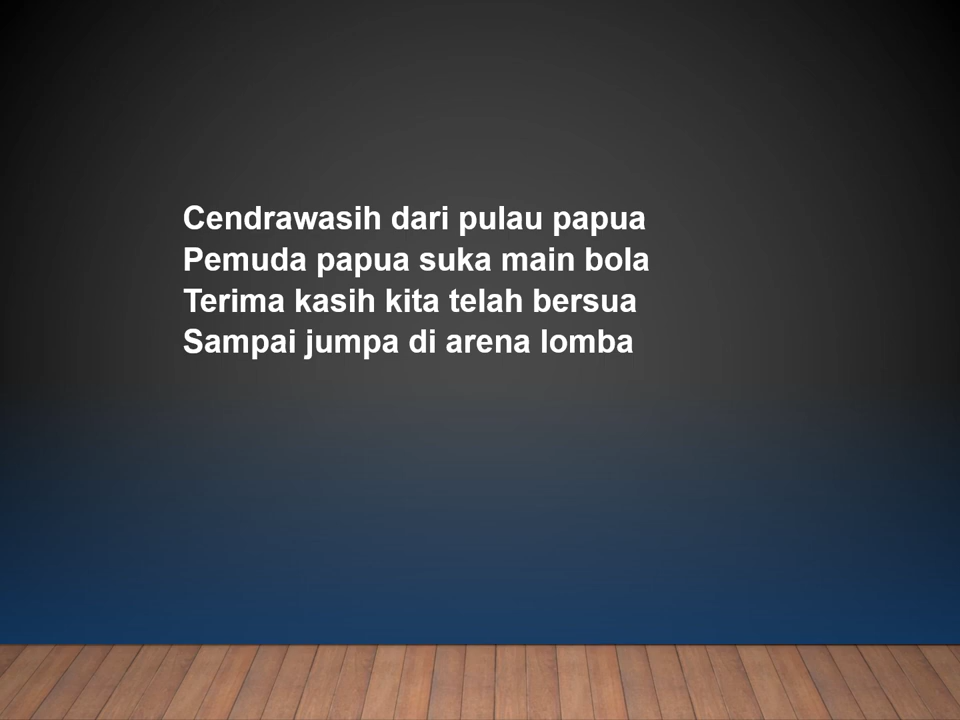 Cendrawasih dari pulau papua
Pemuda papua suka main bola
Terima kasih kita telah bersua
Sampai jumpa di arena lomba